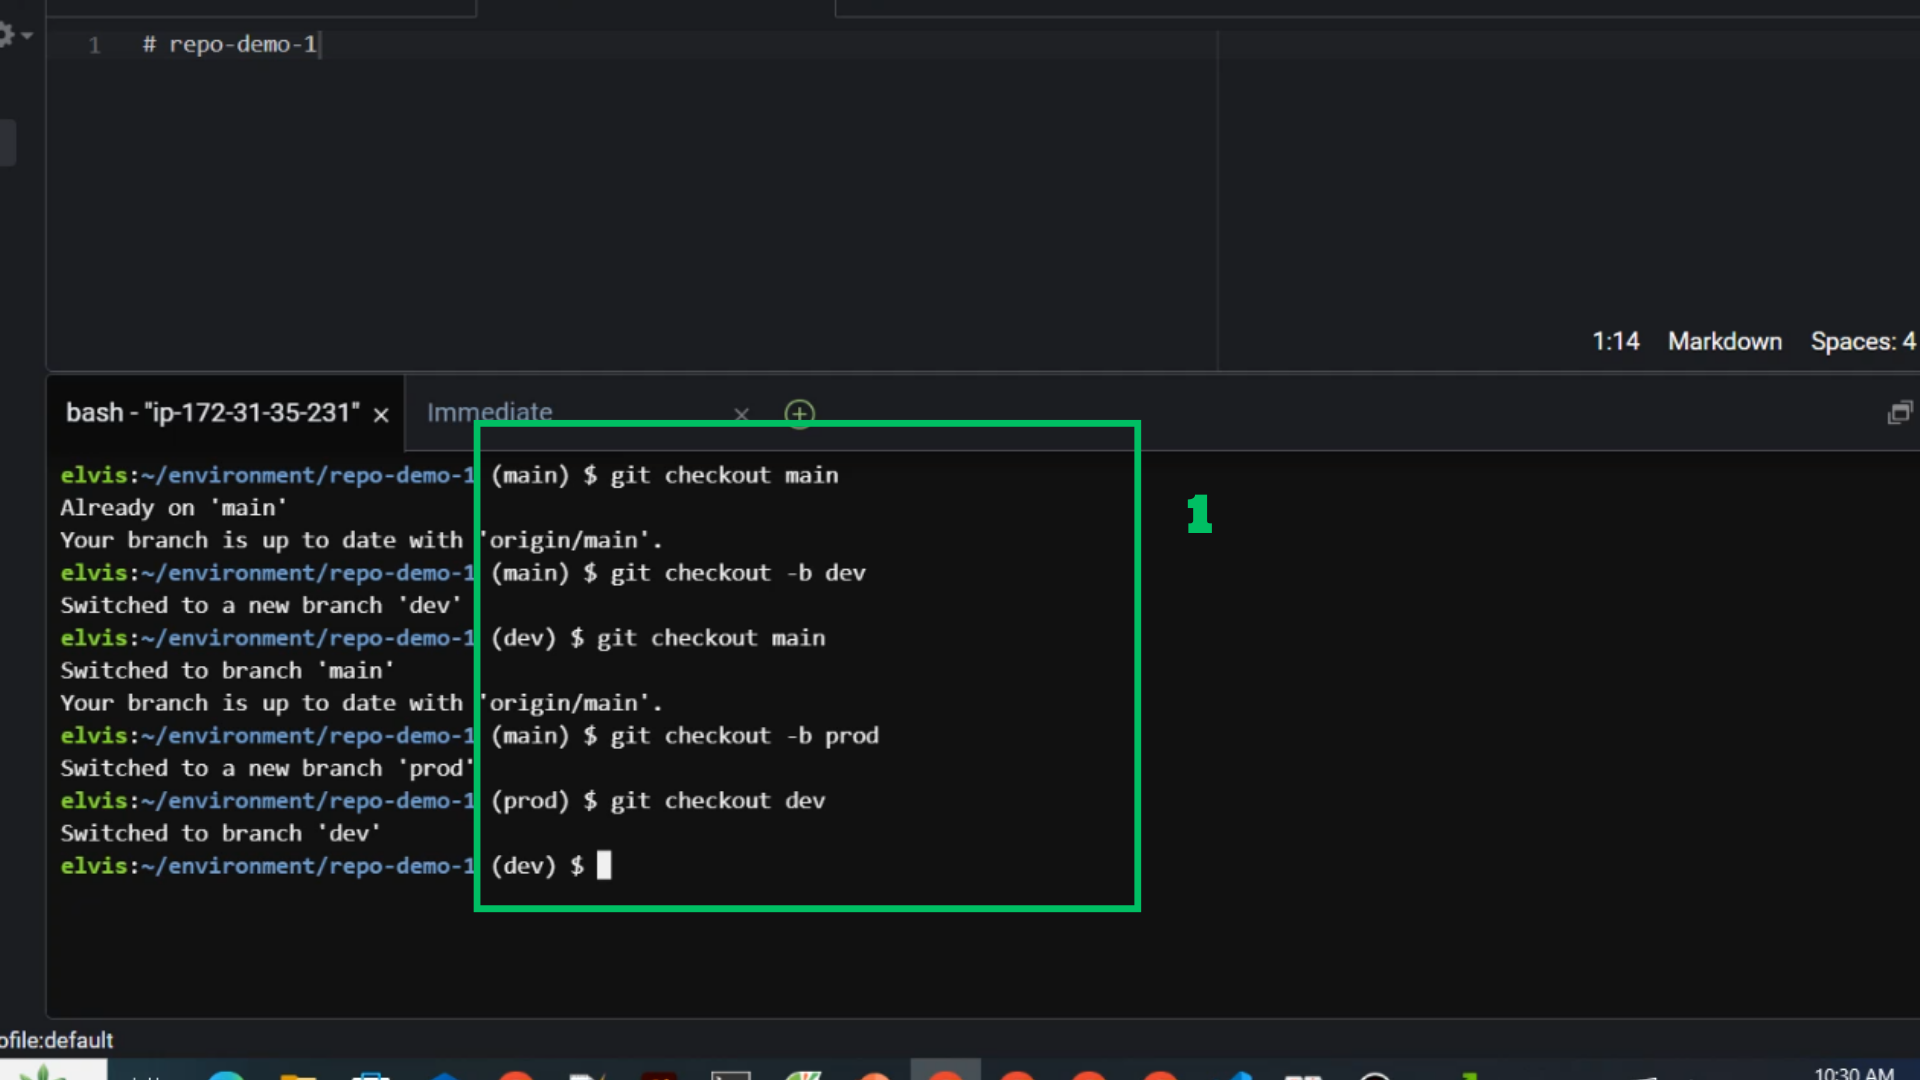 1 # repo-demo-1
1:14 Markdown Spaces: 4
bash - "ip-172-31-35-231" × Immediate ×
elvis:~/environment/repo-demo-1 (main) $ git checkout main
Already on 'main'
Your branch is up to date with 'origin/main'.
elvis:~/environment/repo-demo-1 (main) $ git checkout -b dev
Switched to a new branch 'dev'
elvis:~/environment/repo-demo-1 (dev) $ git checkout main
Switched to branch 'main'
Your branch is up to date with 'origin/main'.
elvis:~/environment/repo-demo-1 (main) $ git checkout -b prod
Switched to a new branch 'prod'
elvis:~/environment/repo-demo-1 (prod) $ git checkout dev
Switched to branch 'dev'
elvis:~/environment/repo-demo-1 (dev) $
1
ofile:default
10:30 AM